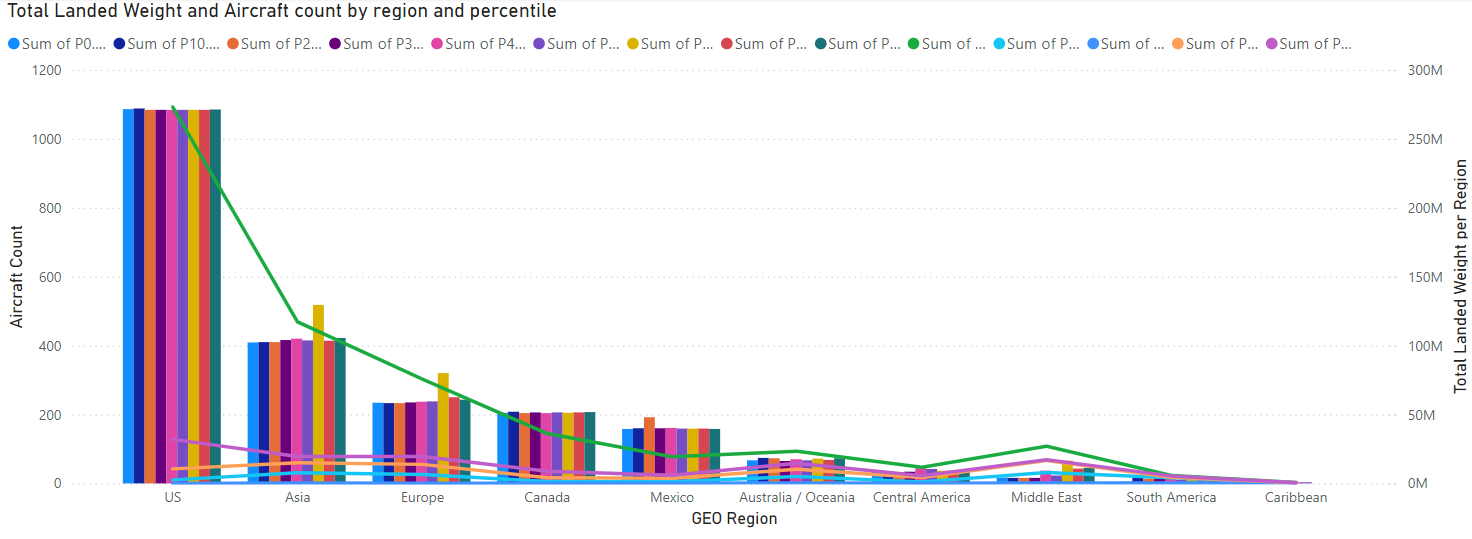 Total Landed Weight and Aircraft count by region and percentile
Sum of P0.... Sum of P10.... Sum of P2... Sum of P3... Sum of P4... Sum of P... Sum of P... Sum of P... Sum of P... Sum of ... Sum of P... Sum of ... Sum of P... Sum of P...
1200 300M
1000 250M
800 200M
600 150M
400 100M
200 50M
0 0M
Aircraft Count
Total Landed Weight per Region
US Asia Europe Canada Mexico Australia / Oceania Central America Middle East South America Caribbean
GEO Region